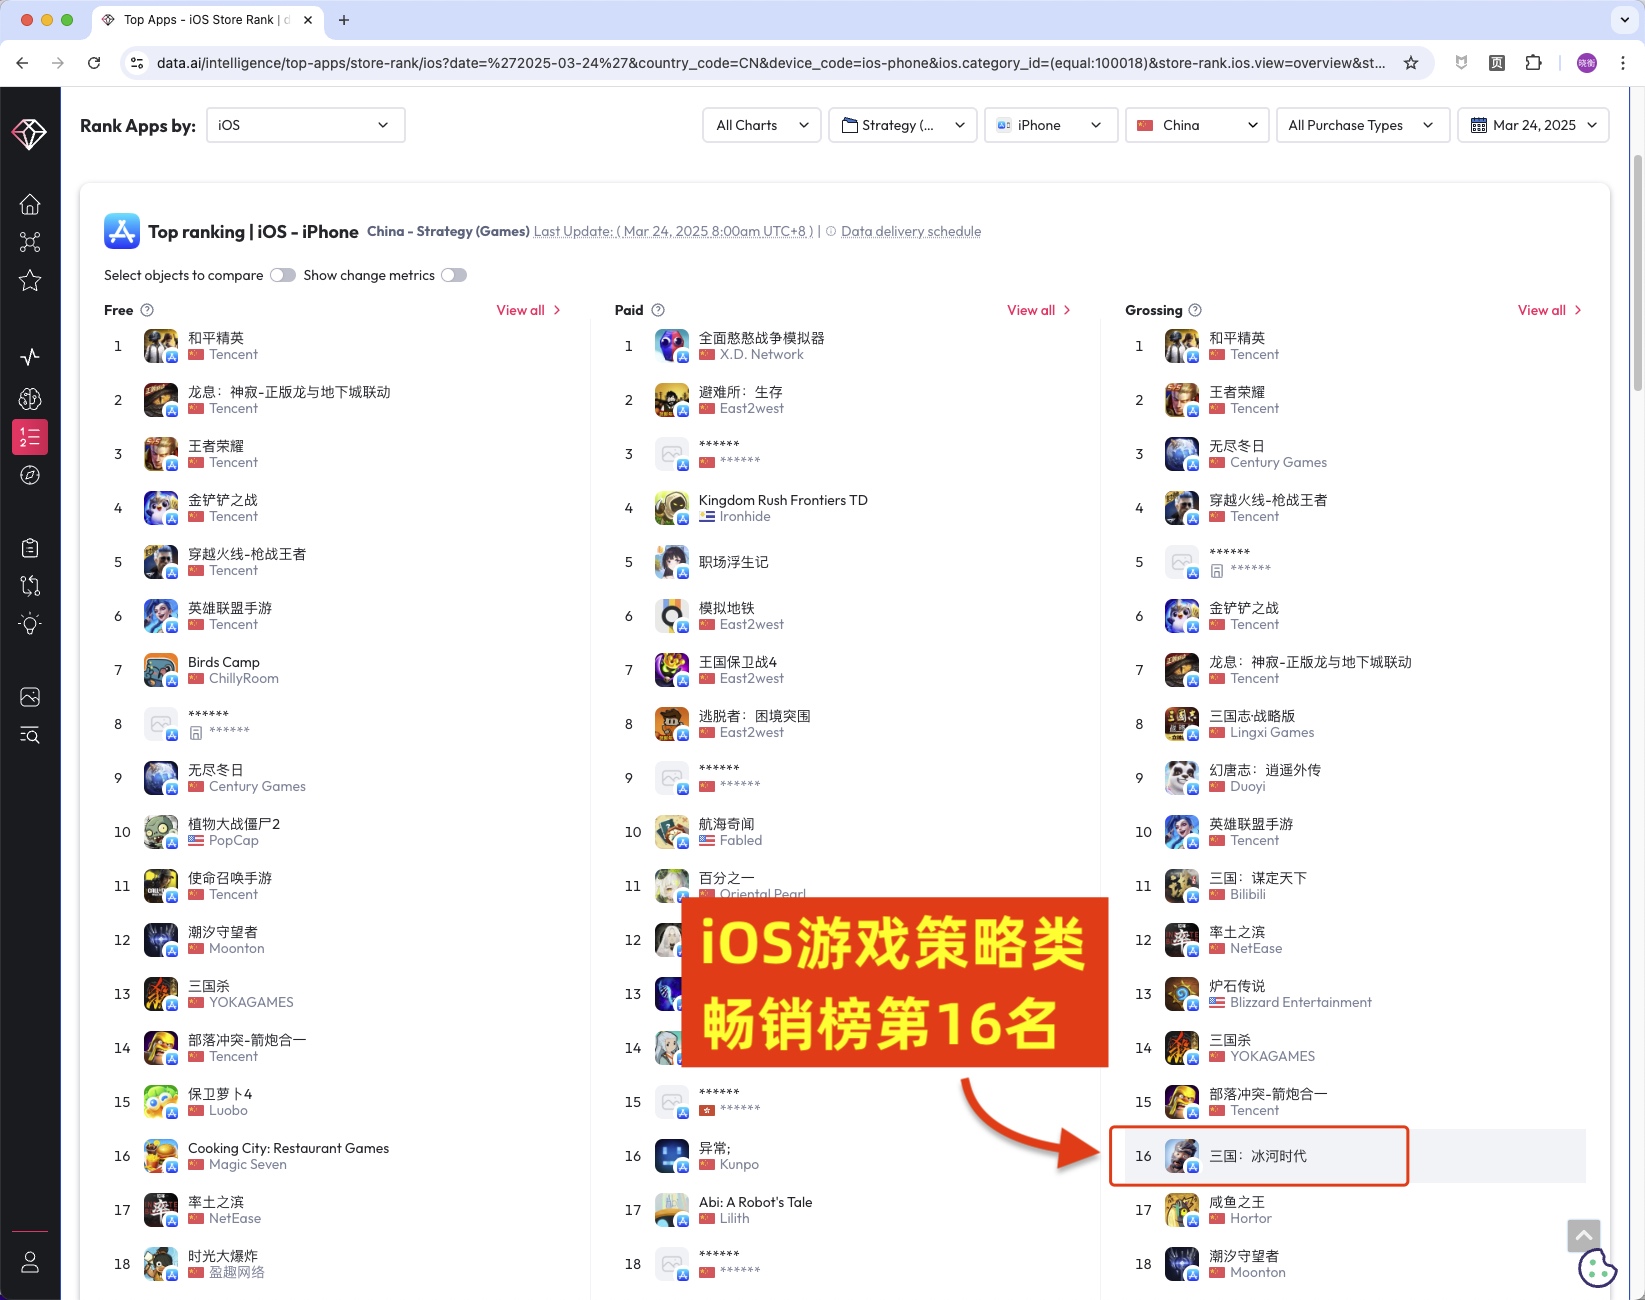 Top Apps - iOS Store Rank | d
data.ai/intelligence/top-apps/store-rank/ios?date=%272025-03-24%27&country_code=CN&device_code=ios-phone&ios.category_id=(equal:100018)&store-rank.ios.view=overview&st...
页
晓衡
Rank Apps by:
iOS
All Charts
Strategy (...
iPhone
China
All Purchase Types
Mar 24, 2025
Top ranking | iOS - iPhone
China - Strategy (Games)
Last Update: ( Mar 24, 2025 8:00am UTC+8 ) |
Data delivery schedule
Select objects to compare
Show change metrics
Free
View all
1
和平精英
Tencent
2
龙息：神寂-正版龙与地下城联动
Tencent
3
王者荣耀
Tencent
4
金铲铲之战
Tencent
5
穿越火线-枪战王者
Tencent
6
英雄联盟手游
Tencent
7
Birds Camp
ChillyRoom
8
******
******
9
无尽冬日
Century Games
10
植物大战僵尸2
PopCap
11
使命召唤手游
Tencent
12
潮汐守望者
Moonton
13
三国杀
YOKAGAMES
14
部落冲突-箭炮合一
Tencent
15
保卫萝卜4
Luobo
16
Cooking City: Restaurant Games
Magic Seven
17
率土之滨
NetEase
18
时光大爆炸
盈趣网络
Paid
View all
1
全面憨憨战争模拟器
X.D. Network
2
避难所：生存
East2west
3
******
******
4
Kingdom Rush Frontiers TD
Ironhide
5
职场浮生记
6
模拟地铁
East2west
7
王国保卫战4
East2west
8
逃脱者：困境突围
East2west
9
******
******
10
航海奇闻
Fabled
11
百分之一
Oriental Pearl
12
13
14
iOS游戏策略类
畅销榜第16名
15
******
******
16
异常;
Kunpo
17
Abi: A Robot's Tale
Lilith
18
******
******
Grossing
View all
1
和平精英
Tencent
2
王者荣耀
Tencent
3
无尽冬日
Century Games
4
穿越火线-枪战王者
Tencent
5
******
******
6
金铲铲之战
Tencent
7
龙息：神寂-正版龙与地下城联动
Tencent
8
三国志·战略版
Lingxi Games
9
幻唐志：逍遥外传
Duoyi
10
英雄联盟手游
Tencent
11
三国：谋定天下
Bilibili
12
率土之滨
NetEase
13
炉石传说
Blizzard Entertainment
14
三国杀
YOKAGAMES
15
部落冲突-箭炮合一
Tencent
16
三国：冰河时代
17
咸鱼之王
Hortor
18
潮汐守望者
Moonton